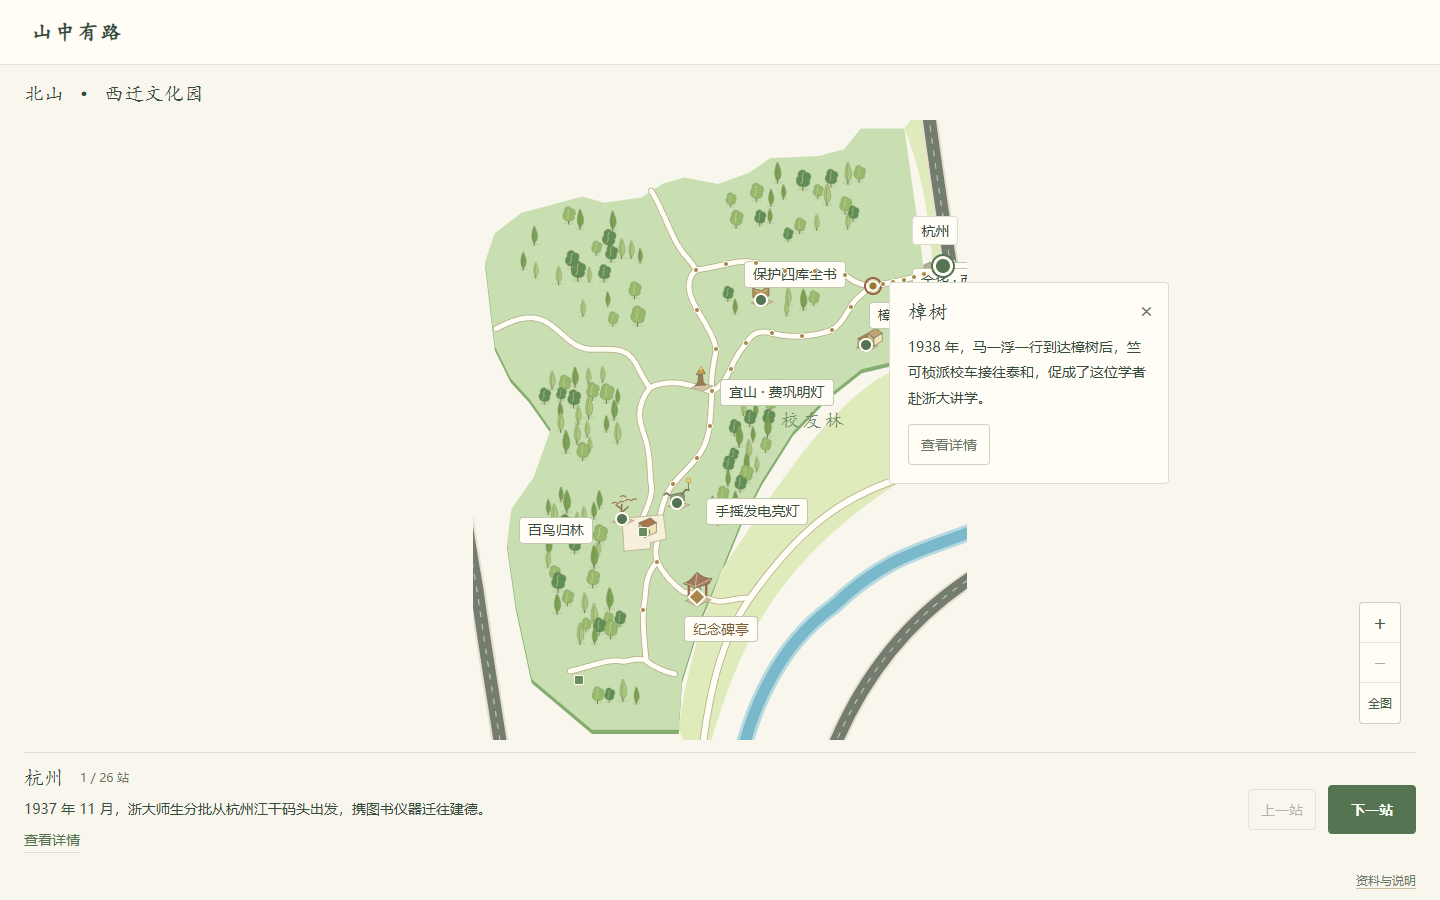 山中有路
北山 • 西迁文化园
杭州
保护四库全书
樟
樟树
×
1938 年，马一浮一行到达樟树后，竺
可桢派校车接往泰和，促成了这位学者
赴浙大讲学。
查看详情
宜山 · 费巩明灯
校友林
手摇发电亮灯
百鸟归林
纪念碑亭
+
−
全图
杭州 1 / 26 站
1937 年 11 月，浙大师生分批从杭州江干码头出发，携图书仪器迁往建德。
查看详情
上一站
下一站
资料与说明